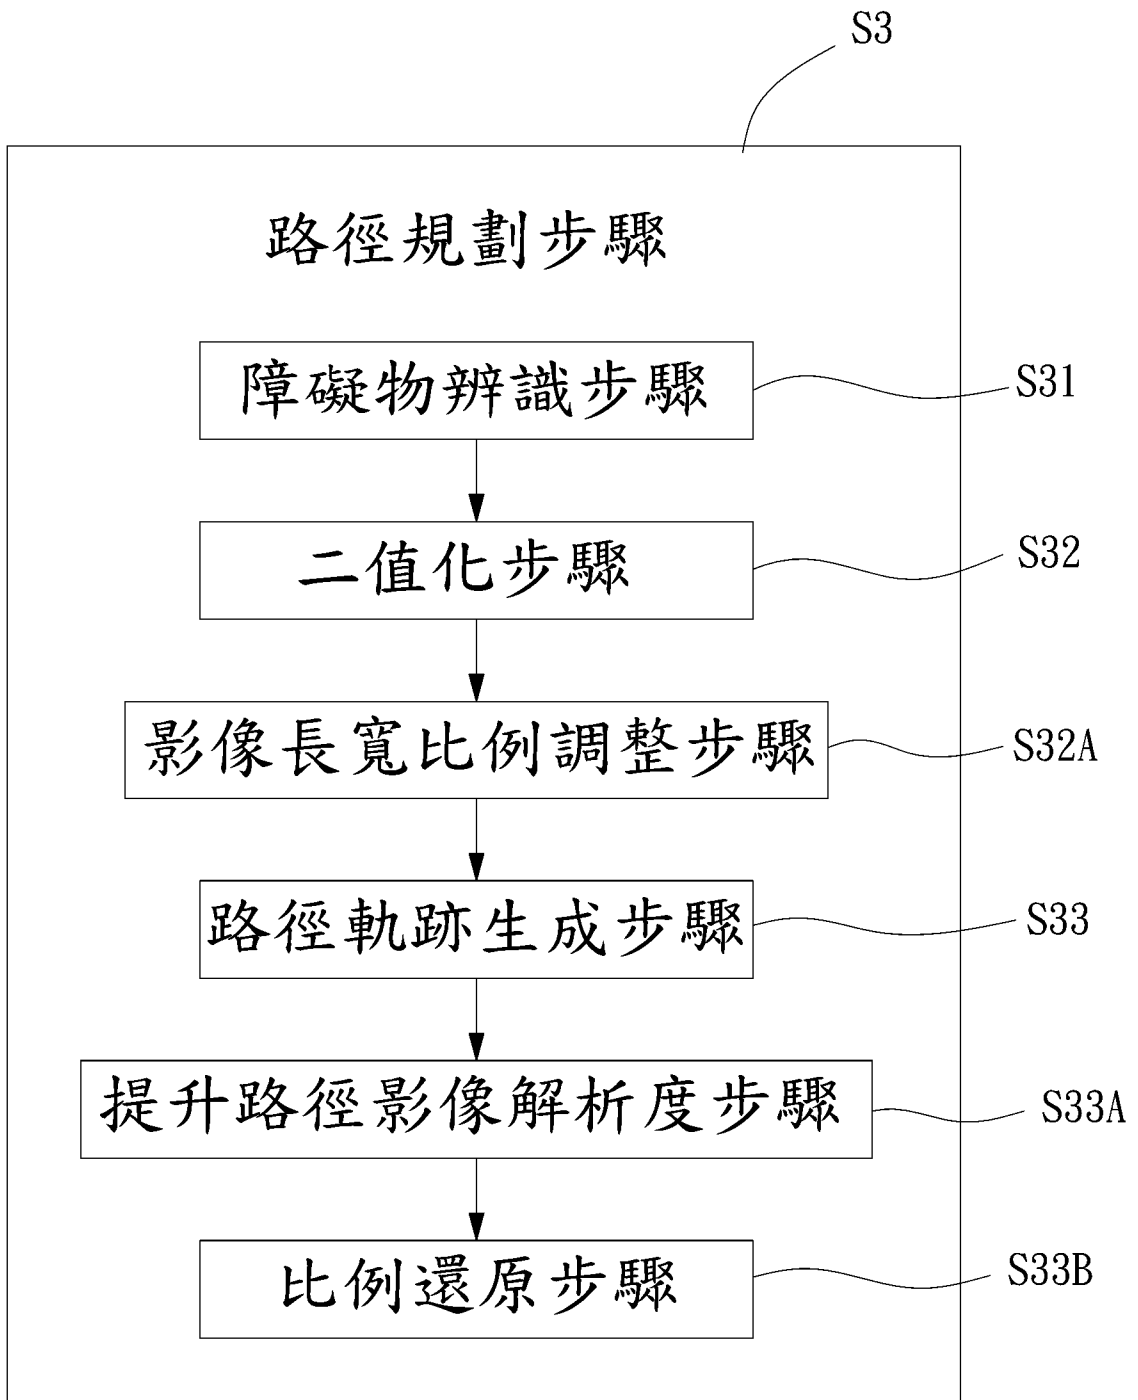 S3
路徑規劃步驟
障礙物辨識步驟
S31
二值化步驟
S32
影像長寬比例調整步驟
S32A
路徑軌跡生成步驟
S33
提升路徑影像解析度步驟
S33A
比例還原步驟
S33B